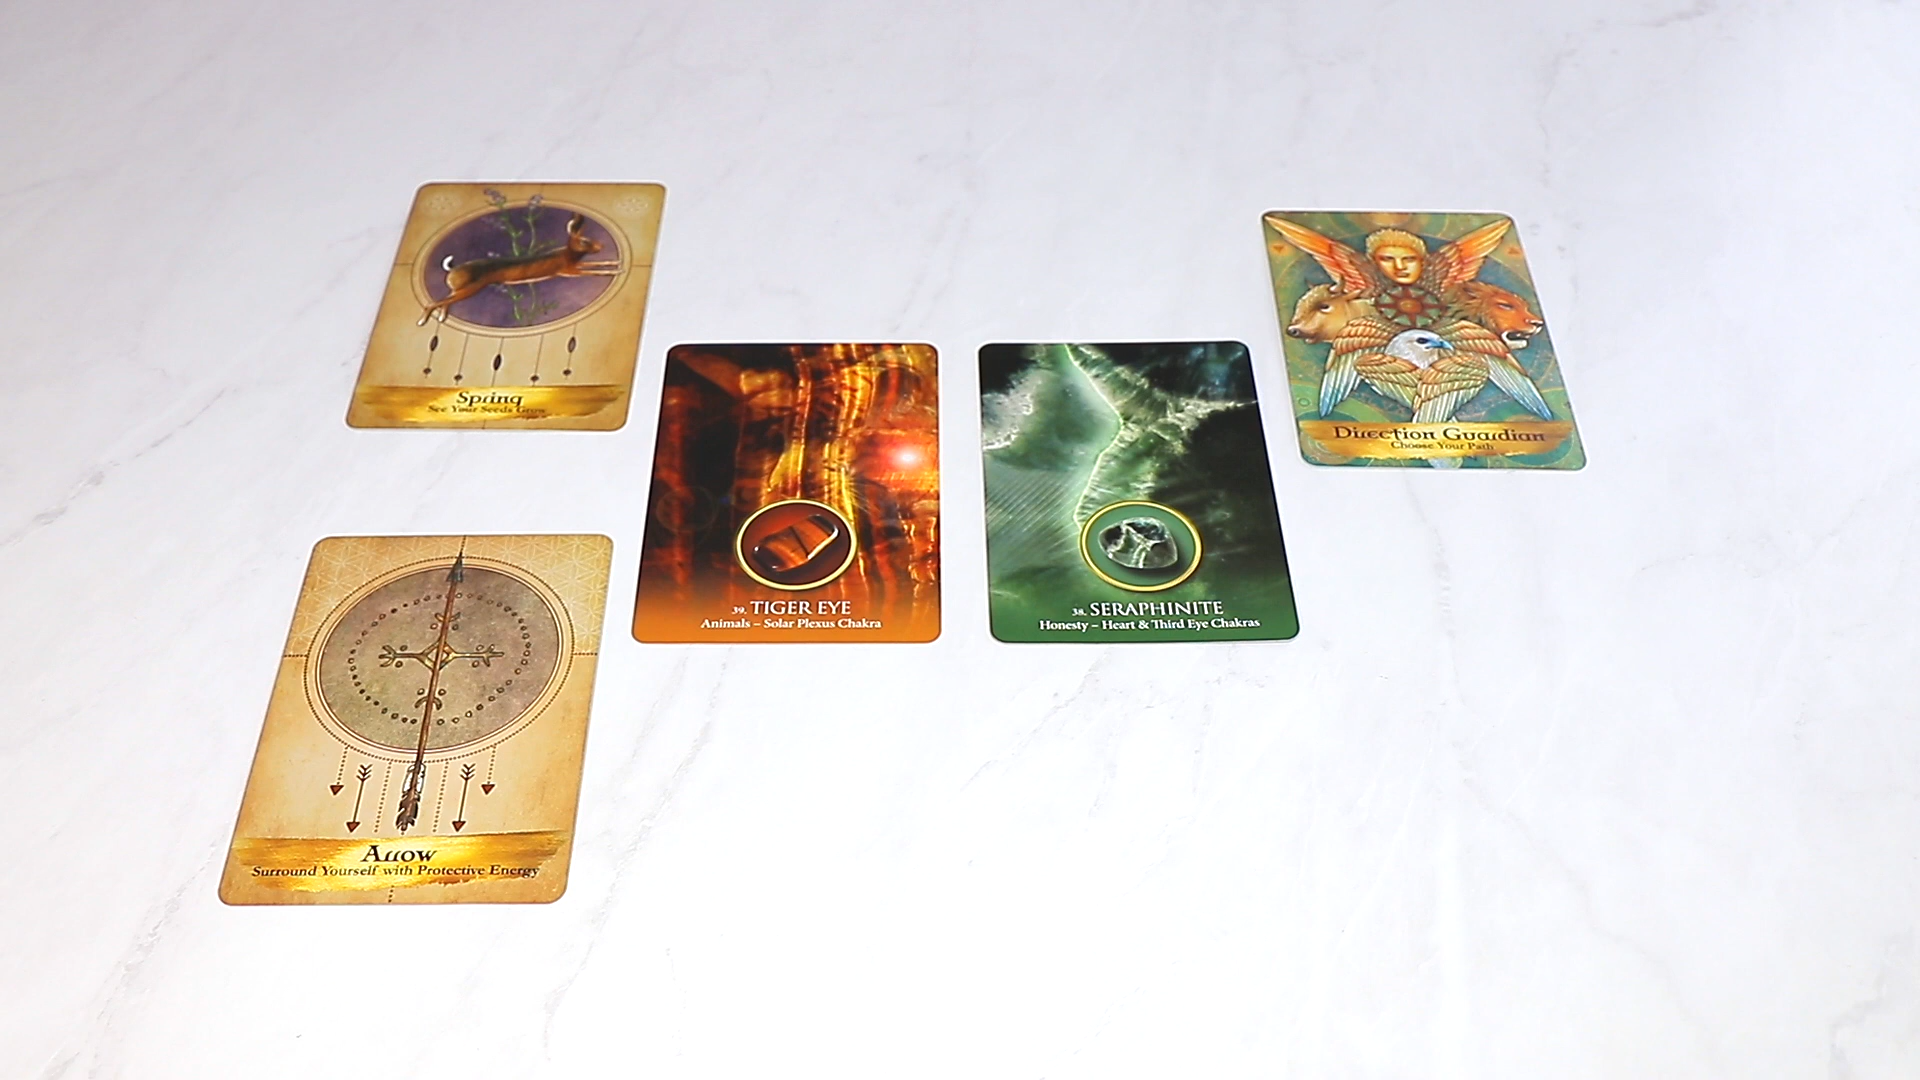 Spring
See Your Seeds Grow
Direction Guardian
Choose Your Path
39. TIGER EYE
Animals – Solar Plexus Chakra
38. SERAPHINITE
Honesty – Heart & Third Eye Chakras
Arrow
Surround Yourself with Protective Energy